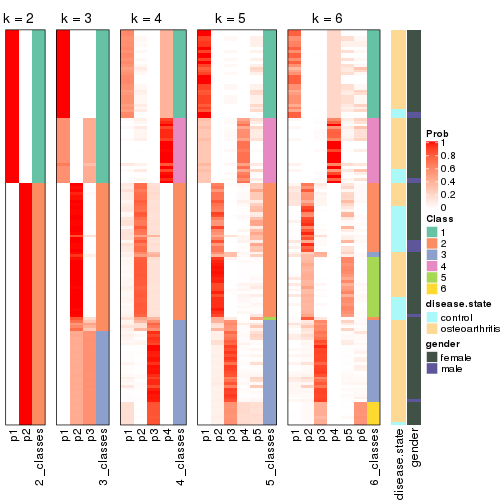 k = 2
k = 3
k = 4
k = 5
k = 6
Prob
1
0.8
0.6
0.4
0.2
0
Class
1
2
3
4
5
6
disease.state
control
osteoarthritis
gender
female
male
p1
p2
2_classes
p1
p2
p3
3_classes
p1
p2
p3
p4
4_classes
p1
p2
p3
p4
p5
5_classes
p1
p2
p3
p4
p5
p6
6_classes
disease.state
gender